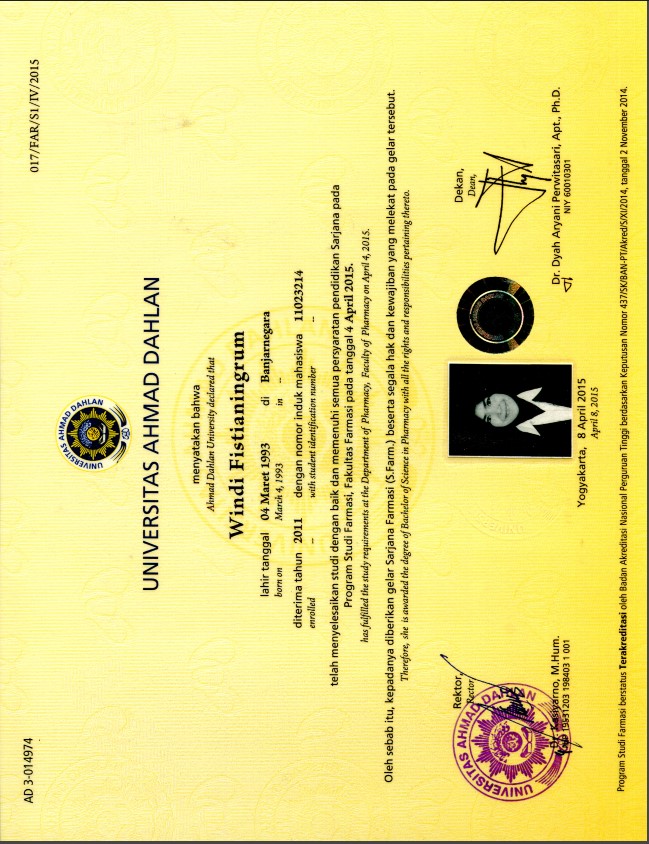 AD 3-014974
017/FAR/S1/IV/2015
UNIVERSITAS AHMAD DAHLAN
UNIVERSITAS AHMAD DAHLAN
menyatakan bahwa
Ahmad Dahlan University declared that
Windi Fistianingrum
lahir tanggal 04 Maret 1993 di Banjarnegara
born on March 4, 1993 in --
diterima tahun 2011 dengan nomor induk mahasiswa 11023214
enrolled -- with student identification number --
telah menyelesaikan studi dengan baik dan memenuhi semua persyaratan pendidikan Sarjana pada
Program Studi Farmasi, Fakultas Farmasi pada tanggal 4 April 2015.
has fulfilled the study requirements at the Department of Pharmacy, Faculty of Pharmacy on April 4, 2015.
Oleh sebab itu, kepadanya diberikan gelar Sarjana Farmasi (S.Farm.) beserta segala hak dan kewajiban yang melekat pada gelar tersebut.
Therefore, she is awarded the degree of Bachelor of Science in Pharmacy with all the rights and responsibilities pertaining thereto.
Rektor,
Rector,
UNIVERSITAS AHMAD DAHLAN
Dr. Kasiyarno, M.Hum.
19631203 198403 1 001
Yogyakarta, 8 April 2015
April 8, 2015
Dekan,
Dean,
Dr. Dyah Aryani Perwitasari, Apt., Ph.D.
NIY 60010301
Program Studi Farmasi berstatus Terakreditasi oleh Badan Akreditasi Nasional Perguruan Tinggi berdasarkan Keputusan Nomor 437/SK/BAN-PT/Akred/S/XI/2014, tanggal 2 November 2014.